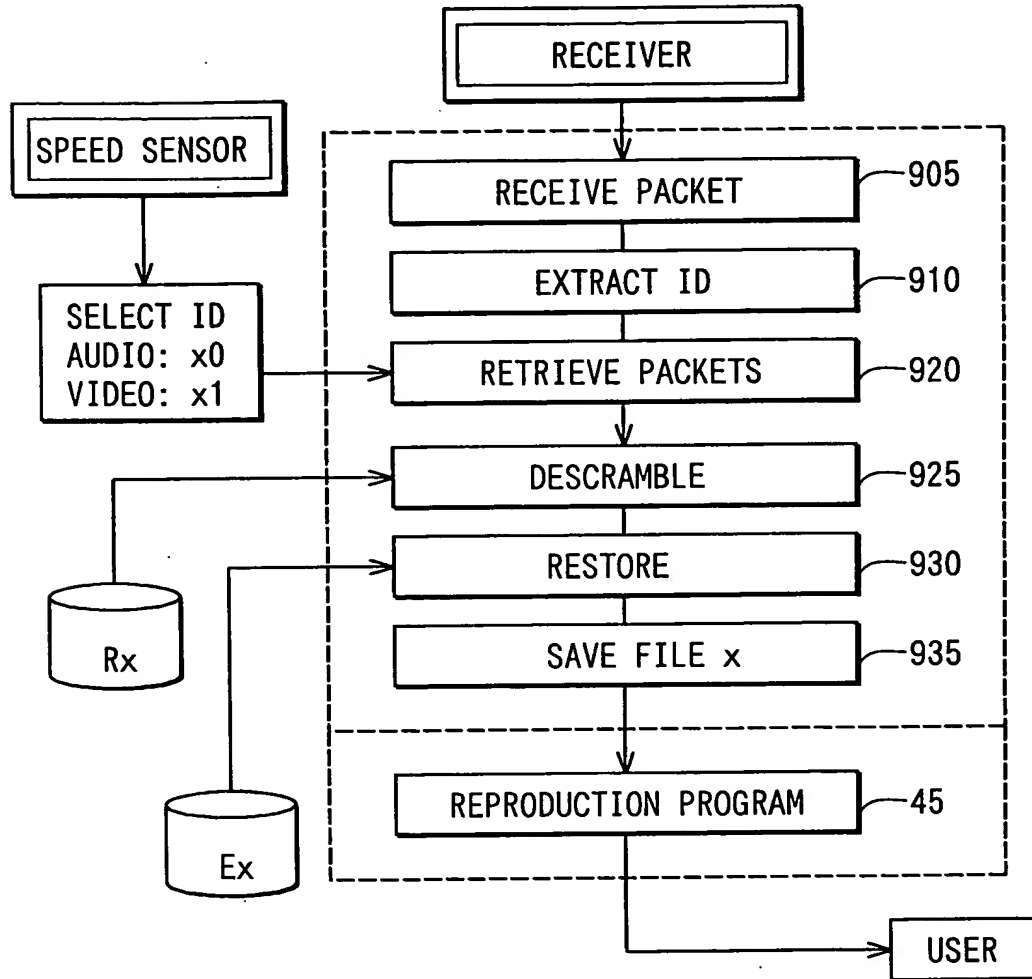 RECEIVER
SPEED SENSOR
RECEIVE PACKET
905
EXTRACT ID
910
SELECT ID
AUDIO: x0
VIDEO: x1
RETRIEVE PACKETS
920
DESCRAMBLE
925
RESTORE
930
Rx
SAVE FILE x
935
REPRODUCTION PROGRAM
45
Ex
USER